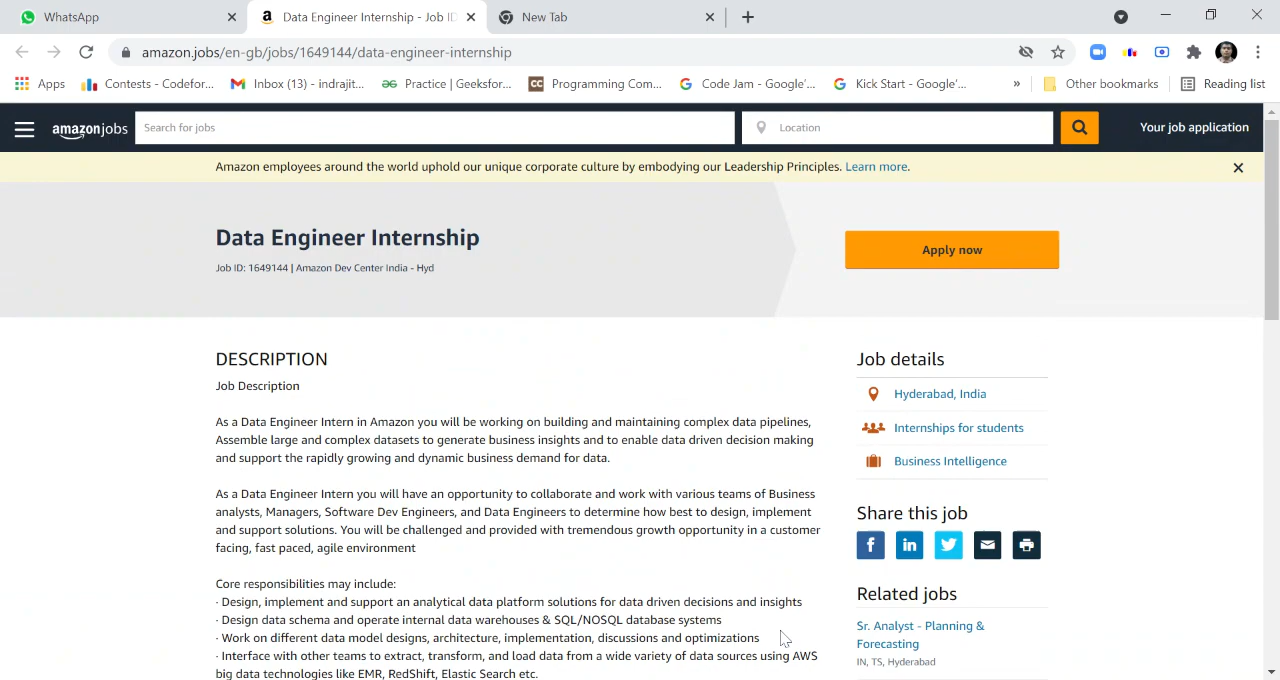 WhatsApp
Data Engineer Internship - Job ID
New Tab
amazon.jobs/en-gb/jobs/1649144/data-engineer-internship
Apps Contests - Codefor... Inbox (13) - indrajit... Practice | Geeksfor... CC Programming Com... Code Jam - Google'... Kick Start - Google'... » Other bookmarks Reading list
amazon jobs Search for jobs Location Your job application
Amazon employees around the world uphold our unique corporate culture by embodying our Leadership Principles. Learn more.
Data Engineer Internship
Job ID: 1649144 | Amazon Dev Center India - Hyd
Apply now
DESCRIPTION
Job Description
As a Data Engineer Intern in Amazon you will be working on building and maintaining complex data pipelines,
Assemble large and complex datasets to generate business insights and to enable data driven decision making
and support the rapidly growing and dynamic business demand for data.
As a Data Engineer Intern you will have an opportunity to collaborate and work with various teams of Business
analysts, Managers, Software Dev Engineers, and Data Engineers to determine how best to design, implement
and support solutions. You will be challenged and provided with tremendous growth opportunity in a customer
facing, fast paced, agile environment
Core responsibilities may include:
· Design, implement and support an analytical data platform solutions for data driven decisions and insights
· Design data schema and operate internal data warehouses & SQL/NOSQL database systems
· Work on different data model designs, architecture, implementation, discussions and optimizations
· Interface with other teams to extract, transform, and load data from a wide variety of data sources using AWS
big data technologies like EMR, RedShift, Elastic Search etc.
Job details
Hyderabad, India
Internships for students
Business Intelligence
Share this job
Related jobs
Sr. Analyst - Planning &
Forecasting
IN, TS, Hyderabad